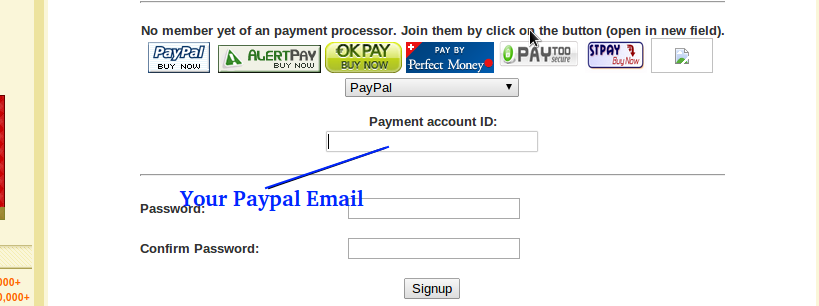 No member yet of an payment processor. Join them by click on the button (open in new field).
PayPal BUY NOW
ALERTPAY BUY NOW
OKPAY BUY NOW
PAY BY Perfect Money
PAYTOO secure
STPAY Buy Now
PayPal
Payment account ID:
Your Paypal Email
Password:
Confirm Password:
Signup
000+
0,000+